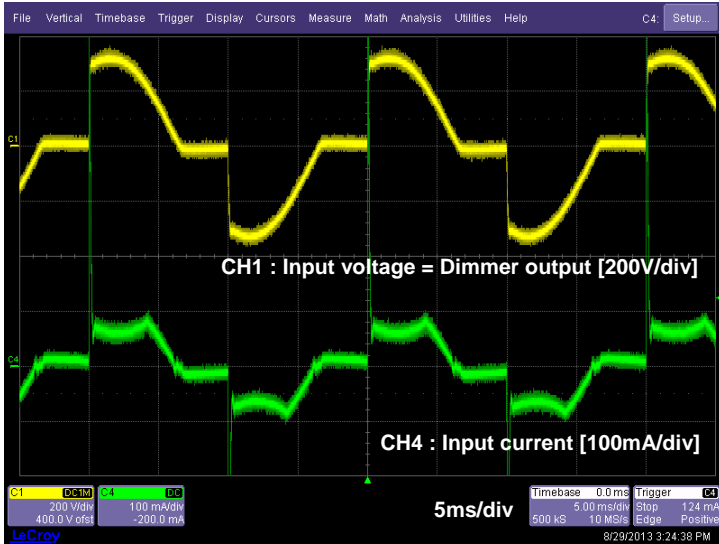 File Vertical Timebase Trigger Display Cursors Measure Math Analysis Utilities Help C4: Setup...
C1
CH1 : Input voltage = Dimmer output [200V/div]
C4
CH4 : Input current [100mA/div]
5ms/div
C1 DC1M
200 V/div
400.0 V ofst
C4 DC
100 mA/div
-200.0 mA
Timebase 0.0 ms
5.00 ms/div
500 kS 10 MS/s
Trigger C4
Stop 124 mA
Edge Positive
LeCroy
8/29/2013 3:24:38 PM